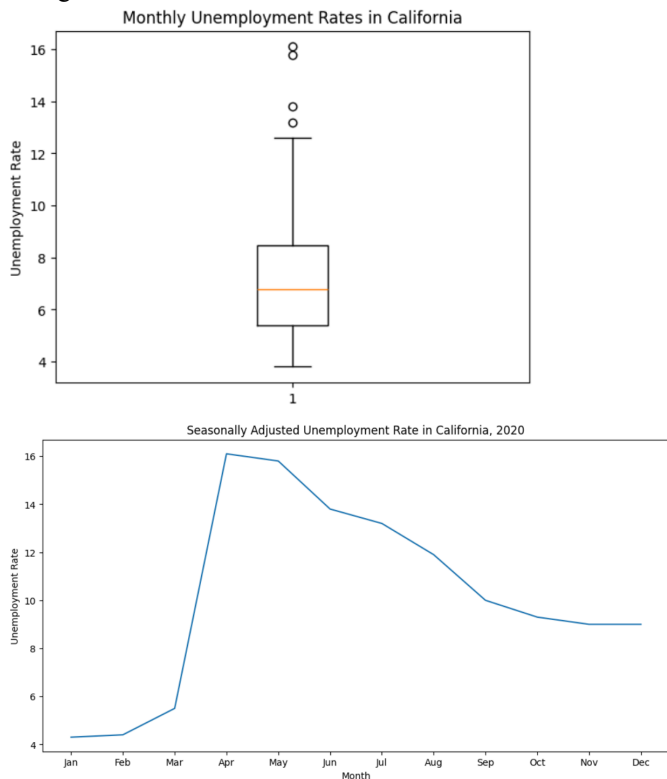 Monthly Unemployment Rates in California
16
14
12
10
8
6
4
Unemployment Rate
1
Seasonally Adjusted Unemployment Rate in California, 2020
16
14
12
10
8
6
4
Unemployment Rate
Jan Feb Mar Apr May Jun Jul Aug Sep Oct Nov Dec
Month